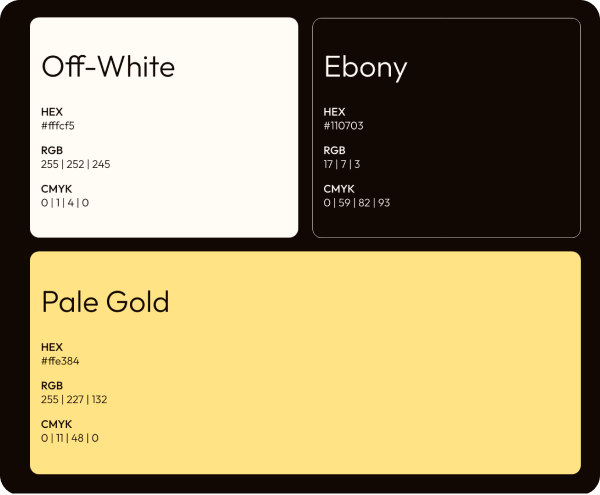 Off-White
HEX
#fffcf5
RGB
255 | 252 | 245
CMYK
0 | 1 | 4 | 0
Ebony
HEX
#110703
RGB
17 | 7 | 3
CMYK
0 | 59 | 82 | 93
Pale Gold
HEX
#ffe384
RGB
255 | 227 | 132
CMYK
0 | 11 | 48 | 0